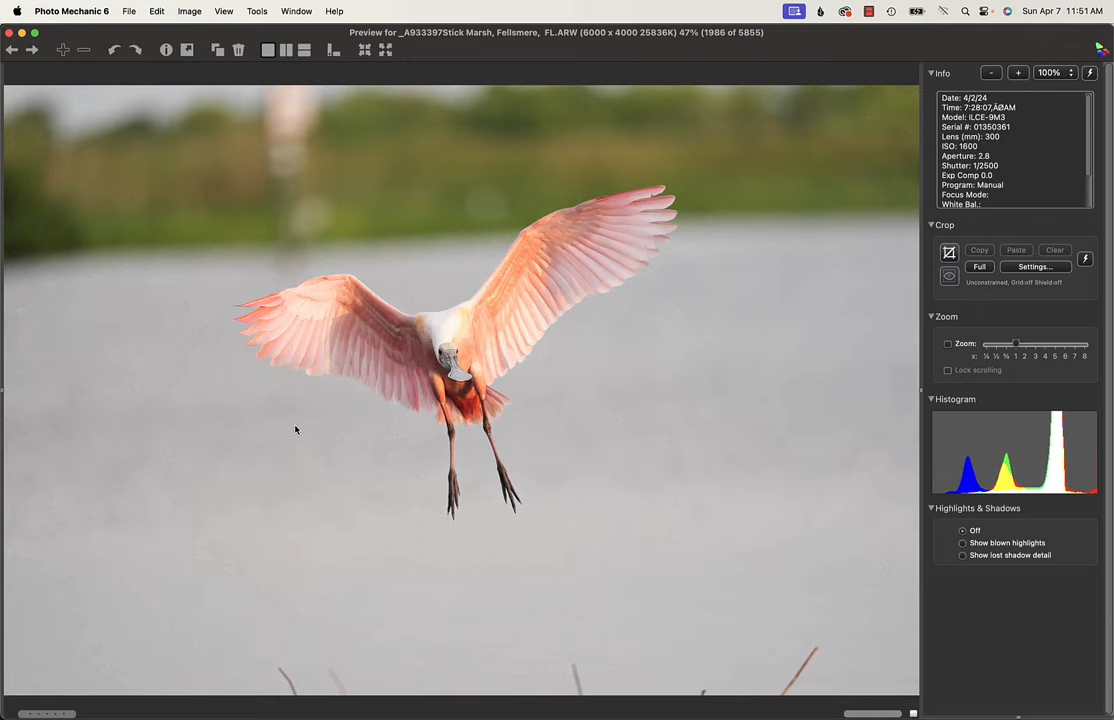 Photo Mechanic 6 File Edit Image View Tools Window Help Sun Apr 7 11:51 AM
Preview for _A933397Stick Marsh, Fellsmere, FL.ARW (6000 x 4000 25836K) 47% (1986 of 5855)
Info - + 100%
Date: 4/2/24
Time: 7:28:07‚ÄØAM
Model: ILCE-9M3
Serial #: 01350361
Lens (mm): 300
ISO: 1600
Aperture: 2.8
Shutter: 1/2500
Exp Comp 0.0
Program: Manual
Focus Mode:
White Bal.:
Crop
Copy Paste Clear
Full Settings...
Unconstrained, Grid:off Shield:off
Zoom
Zoom:
x: ¼ ½ ¾ 1 2 3 4 5 6 7 8
Lock scrolling
Histogram
Highlights & Shadows
Off
Show blown highlights
Show lost shadow detail